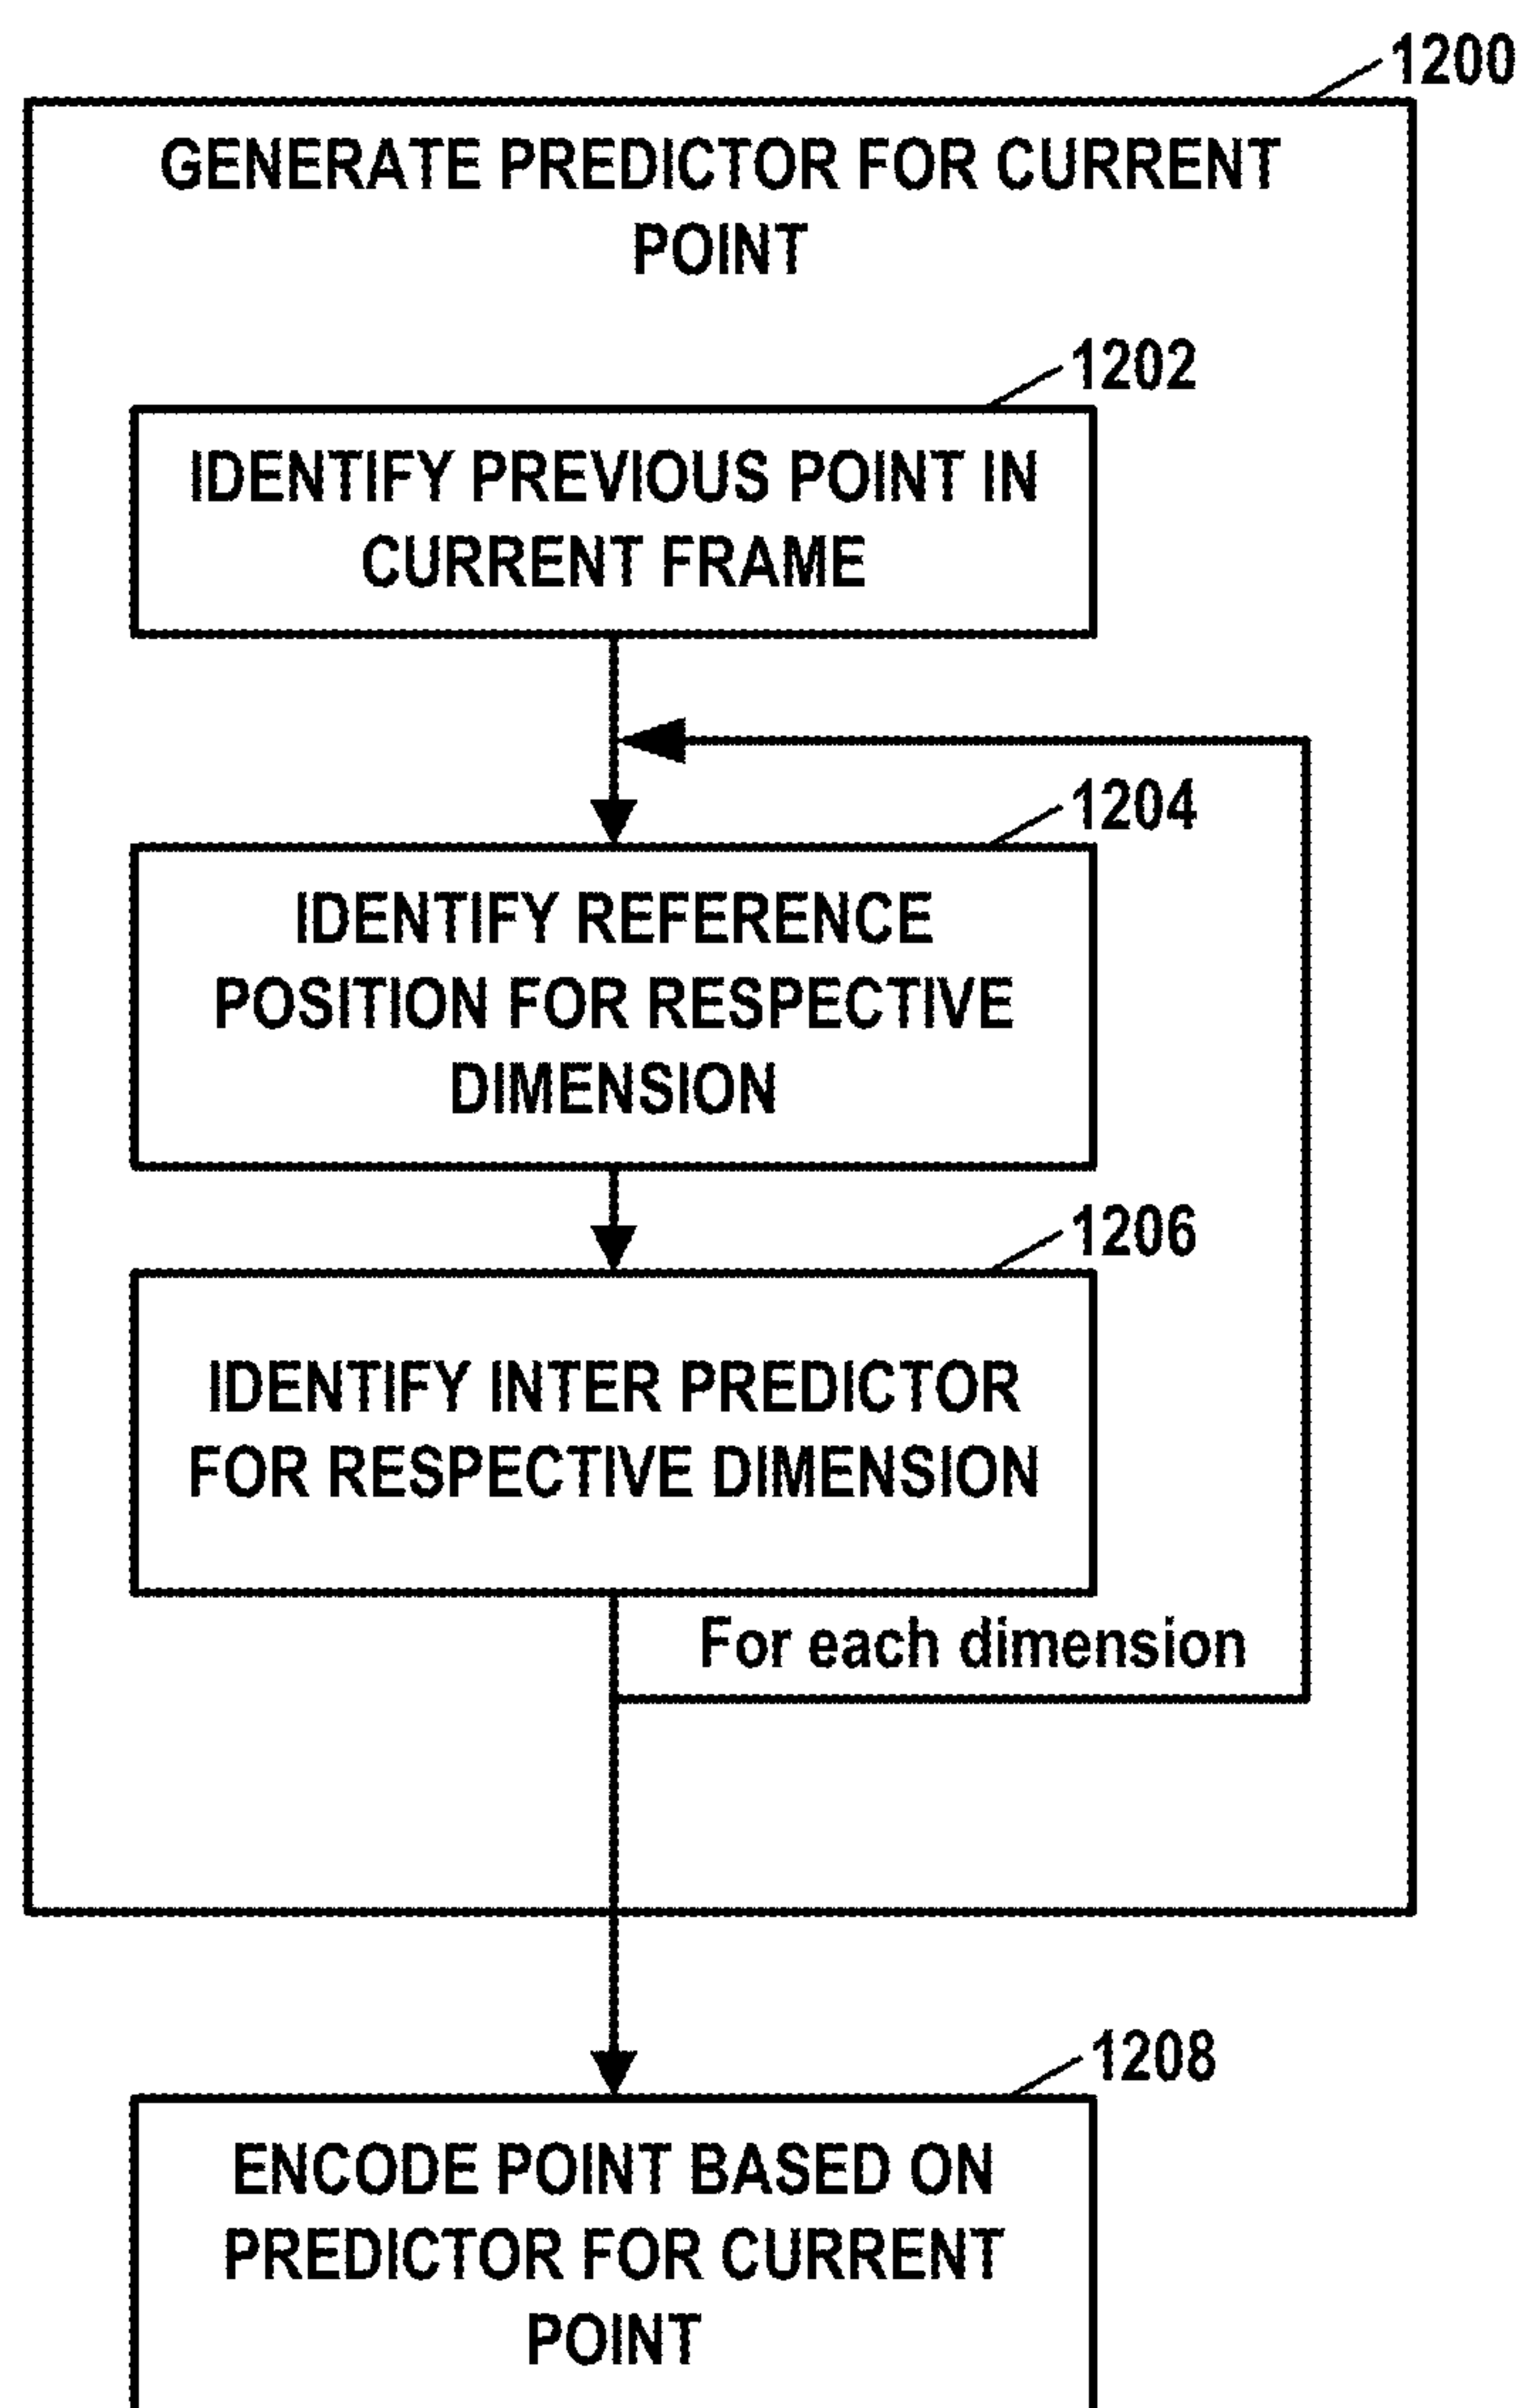 1200
GENERATE PREDICTOR FOR CURRENT
POINT
1202
IDENTIFY PREVIOUS POINT IN
CURRENT FRAME
1204
IDENTIFY REFERENCE
POSITION FOR RESPECTIVE
DIMENSION
1206
IDENTIFY INTER PREDICTOR
FOR RESPECTIVE DIMENSION
For each dimension
1208
ENCODE POINT BASED ON
PREDICTOR FOR CURRENT
POINT